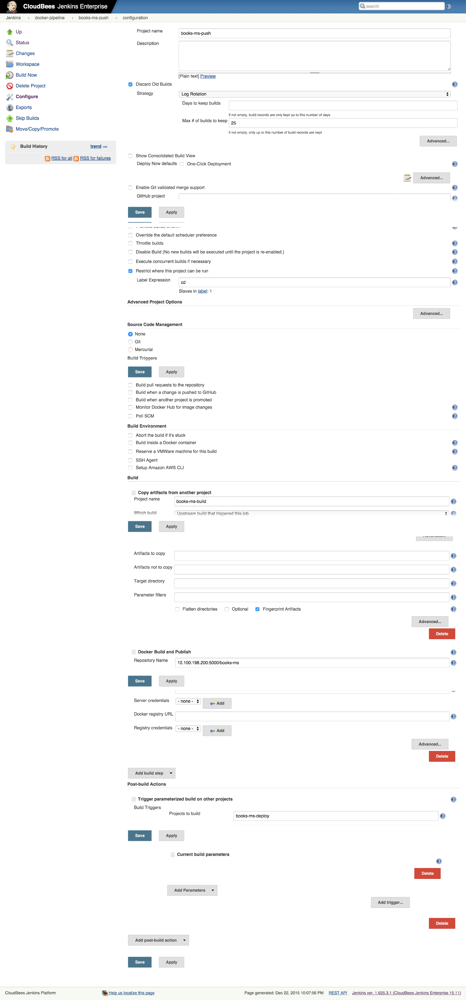 CloudBees Jenkins Enterprise
search
Jenkins docker-pipeline books-ms-push configuration
Up
Status
Changes
Workspace
Build Now
Delete Project
Configure
Exports
Skip Builds
Move/Copy/Promote
Build History trend
RSS for all RSS for failures
Project name books-ms-push
Description
[Plain text] Preview
Discard Old Builds
Strategy Log Rotation
Days to keep builds
if not empty, build records are only kept up to this number of days
Max # of builds to keep 25
if not empty, only up to this number of build records are kept
Advanced...
Show Consolidated Build View
Deploy Now defaults One-Click Deployment
Advanced...
Enable Git validated merge support
GitHub project
Save Apply
Promote builds when...
Override the default scheduler preference
Throttle builds
Disable Build (No new builds will be executed until the project is re-enabled.)
Execute concurrent builds if necessary
Restrict where this project can be run
Label Expression cd
Slaves in label: 1
Advanced Project Options
Advanced...
Source Code Management
None
Git
Mercurial
Build Triggers
Save Apply
Build pull requests to the repository
Build when a change is pushed to GitHub
Build when another project is promoted
Monitor Docker Hub for image changes
Poll SCM
Build Environment
Abort the build if it's stuck
Build inside a Docker container
Reserve a VMWare machine for this build
SSH Agent
Setup Amazon AWS CLI
Build
Copy artifacts from another project
Project name books-ms-build
Which build Upstream build that triggered this job
Save Apply
Advanced...
Artifacts to copy
Artifacts not to copy
Target directory
Parameter filters
Flatten directories Optional Fingerprint Artifacts
Advanced...
Delete
Docker Build and Publish
Repository Name 10.100.198.200:5000/books-ms
Save Apply
Server credentials - none - Add
Docker registry URL
Registry credentials - none - Add
Advanced...
Delete
Add build step
Post-build Actions
Trigger parameterized build on other projects
Build Triggers
Projects to build books-ms-deploy
Save Apply
Current build parameters
Delete
Add Parameters
Add trigger...
Delete
Add post-build action
Save Apply
CloudBees Jenkins Platform Help us localize this page Page generated: Dec 22, 2015 10:07:56 PM REST API Jenkins ver. 1.625.3.1 (CloudBees Jenkins Enterprise 15.11)